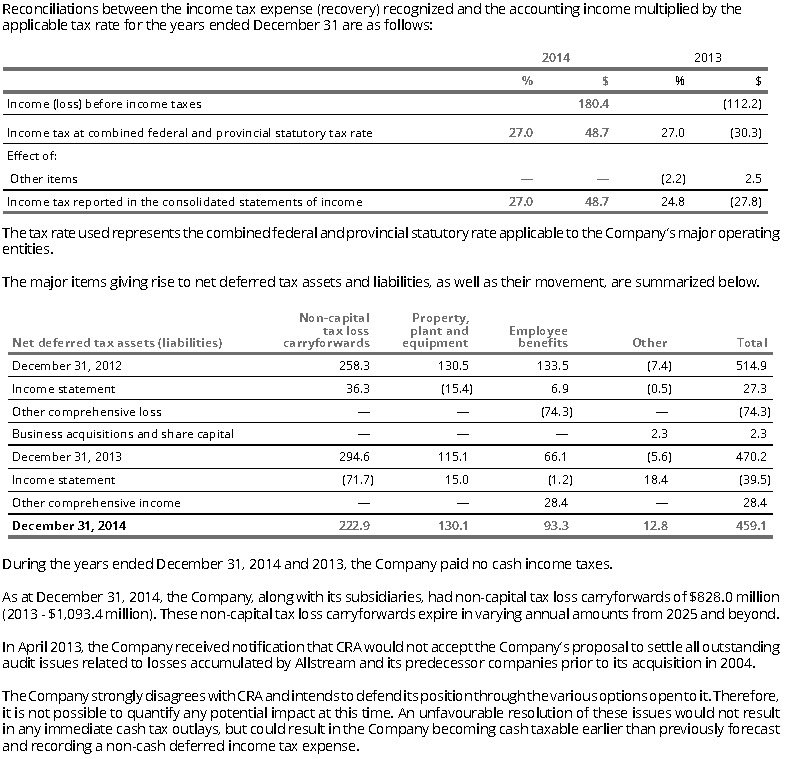 Reconciliations between the income tax expense (recovery) recognized and the accounting income multiplied by the
applicable tax rate for the years ended December 31 are as follows:
2014 2013
% $ % $
Income (loss) before income taxes 180.4 (112.2)
Income tax at combined federal and provincial statutory tax rate 27.0 48.7 27.0 (30.3)
Effect of:
Other items — — (2.2) 2.5
Income tax reported in the consolidated statements of income 27.0 48.7 24.8 (27.8)
The tax rate used represents the combined federal and provincial statutory rate applicable to the Company's major operating
entities.
The major items giving rise to net deferred tax assets and liabilities, as well as their movement, are summarized below.
Non-capital Property,
tax loss plant and Employee
Net deferred tax assets (liabilities) carryforwards equipment benefits Other Total
December 31, 2012 258.3 130.5 133.5 (7.4) 514.9
Income statement 36.3 (15.4) 6.9 (0.5) 27.3
Other comprehensive loss — — (74.3) — (74.3)
Business acquisitions and share capital — — — 2.3 2.3
December 31, 2013 294.6 115.1 66.1 (5.6) 470.2
Income statement (71.7) 15.0 (1.2) 18.4 (39.5)
Other comprehensive income — — 28.4 — 28.4
December 31, 2014 222.9 130.1 93.3 12.8 459.1
During the years ended December 31, 2014 and 2013, the Company paid no cash income taxes.
As at December 31, 2014, the Company, along with its subsidiaries, had non-capital tax loss carryforwards of $828.0 million
(2013 - $1,093.4 million). These non-capital tax loss carryforwards expire in varying annual amounts from 2025 and beyond.
In April 2013, the Company received notification that CRA would not accept the Company's proposal to settle all outstanding
audit issues related to losses accumulated by Allstream and its predecessor companies prior to its acquisition in 2004.
The Company strongly disagrees with CRA and intends to defend its position through the various options open to it. Therefore,
it is not possible to quantify any potential impact at this time. An unfavourable resolution of these issues would not result
in any immediate cash tax outlays, but could result in the Company becoming cash taxable earlier than previously forecast
and recording a non-cash deferred income tax expense.